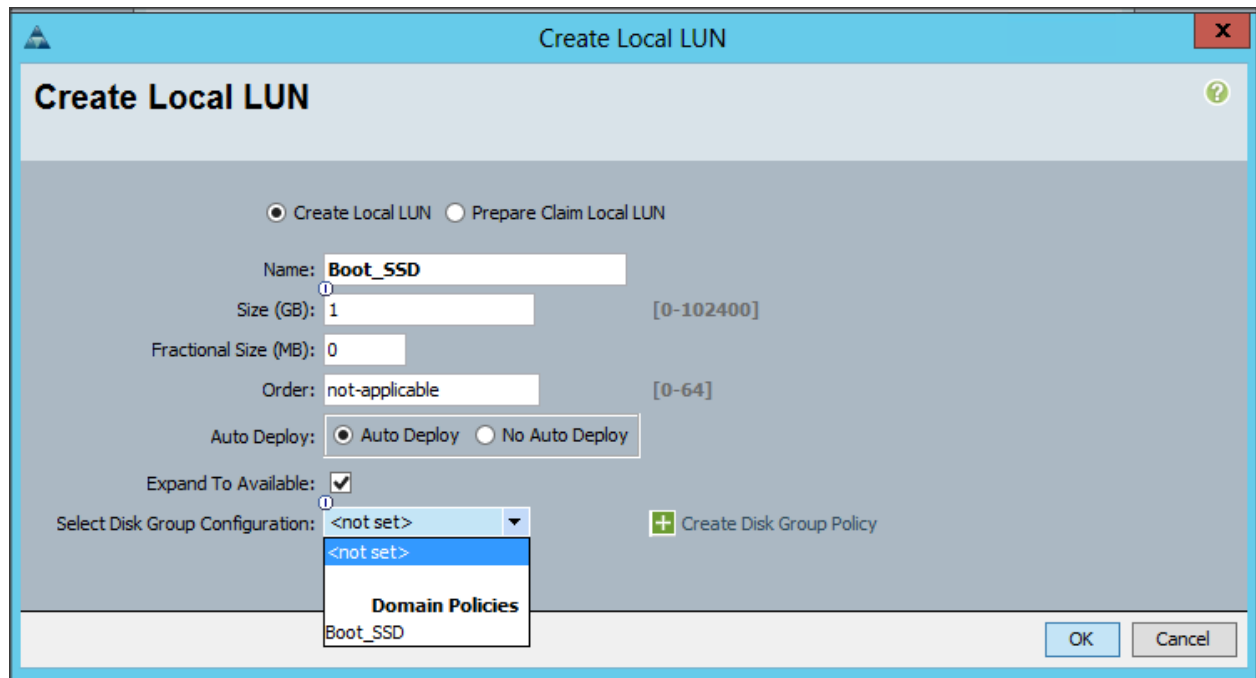 Create Local LUN
x
Create Local LUN
?
Create Local LUN Prepare Claim Local LUN
Name: Boot_SSD
Size (GB): 1 [0-102400]
Fractional Size (MB): 0
Order: not-applicable [0-64]
Auto Deploy: Auto Deploy No Auto Deploy
Expand To Available:
Select Disk Group Configuration: <not set> Create Disk Group Policy
<not set>
Domain Policies
Boot_SSD
OK Cancel